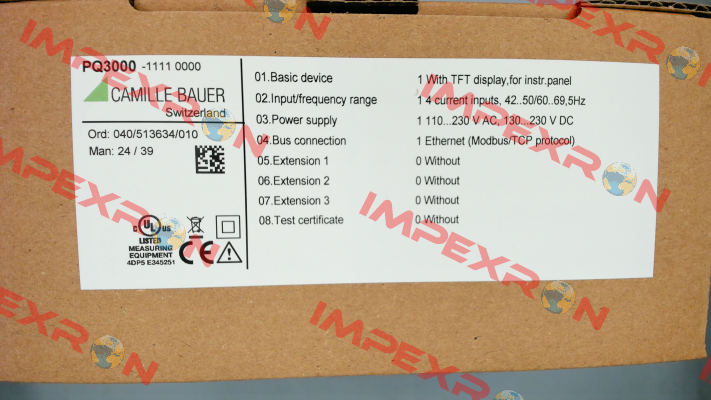 PQ3000 -1111 0000
CAMILLE BAUER
Switzerland
Ord: 040/513634/010
Man: 24 / 39
C UL US
LISTED
MEASURING
EQUIPMENT
4DP5 E345251
CE
01.Basic device 1 With TFT display,for instr.panel
02.Input/frequency range 1 4 current inputs, 42..50/60..69,5Hz
03.Power supply 1 110...230 V AC, 130...230 V DC
04.Bus connection 1 Ethernet (Modbus/TCP protocol)
05.Extension 1 0 Without
06.Extension 2 0 Without
07.Extension 3 0 Without
08.Test certificate 0 Without
IMPEXRON
IMPEXRON
IMPEXRON
IMPEXRON
IMPEXRON